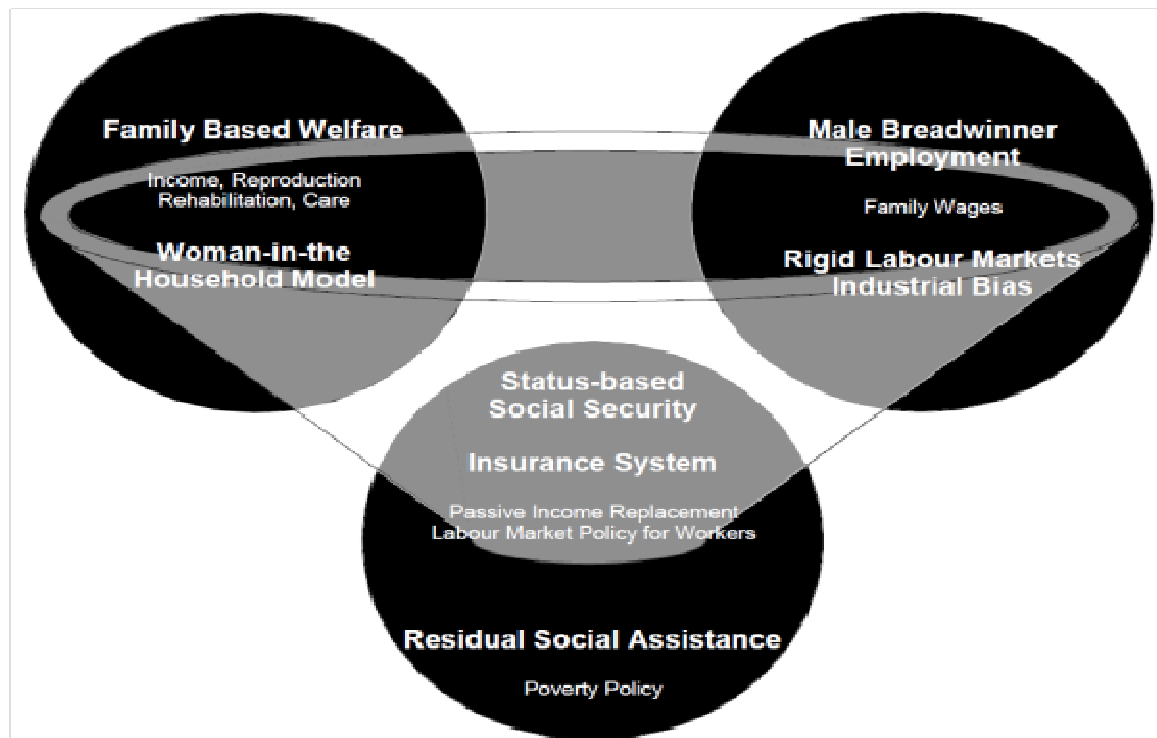 Family Based Welfare
Income, Reproduction
Rehabilitation, Care
Woman-in-the
Household Model
Male Breadwinner
Employment
Family Wages
Rigid Labour Markets
Industrial Bias
Status-based
Social Security
Insurance System
Passive Income Replacement
Labour Market Policy for Workers
Residual Social Assistance
Poverty Policy